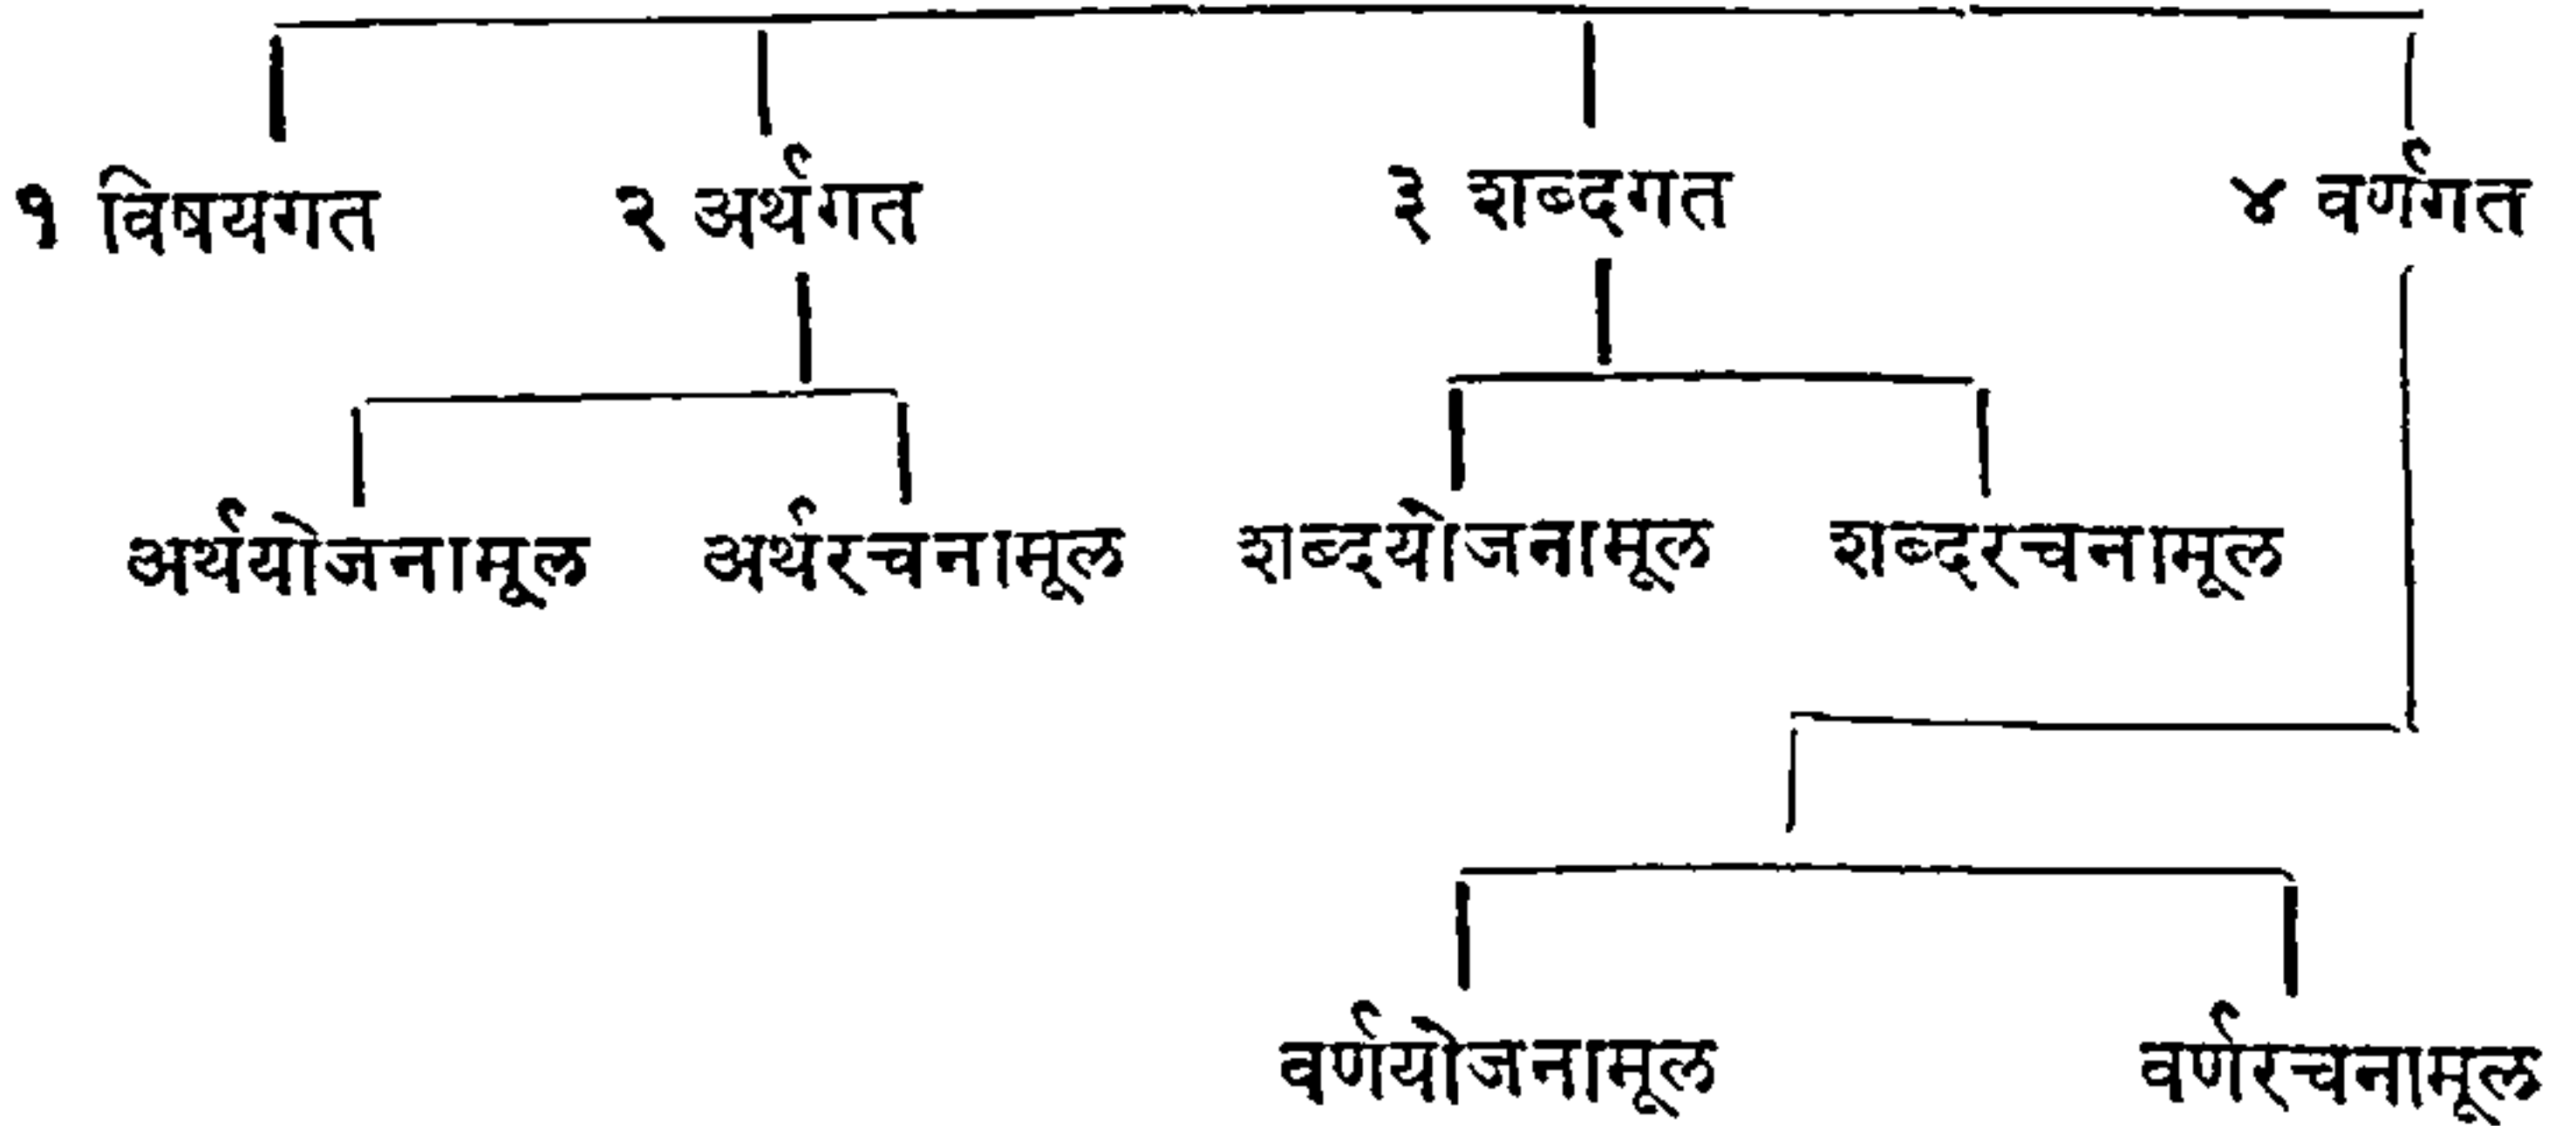 १ विषयगत २ अर्थगत ३ शब्दगत ४ वर्णगत
अर्थयोजनामूल अर्थरचनामूल शब्दयोजनामूल शब्दरचनामूल
वर्णयोजनामूल वर्णरचनामूल